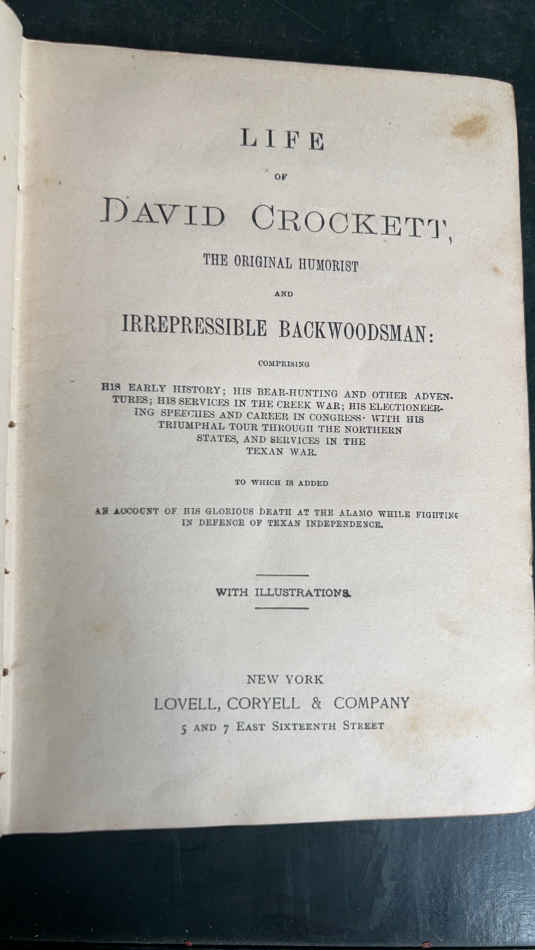 LIFE
OF
DAVID CROCKETT,
THE ORIGINAL HUMORIST
AND
IRREPRESSIBLE BACKWOODSMAN:
COMPRISING
HIS EARLY HISTORY; HIS BEAR-HUNTING AND OTHER ADVEN-
TURES; HIS SERVICES IN THE CREEK WAR; HIS ELECTIONEER-
ING SPEECHES AND CAREER IN CONGRESS· WITH HIS
TRIUMPHAL TOUR THROUGH THE NORTHERN
STATES, AND SERVICES IN THE
TEXAN WAR.
TO WHICH IS ADDED
AN ACCOUNT OF HIS GLORIOUS DEATH AT THE ALAMO WHILE FIGHTING
IN DEFENCE OF TEXAN INDEPENDENCE.
WITH ILLUSTRATIONS.
NEW YORK
LOVELL, CORYELL & COMPANY
5 AND 7 EAST SIXTEENTH STREET